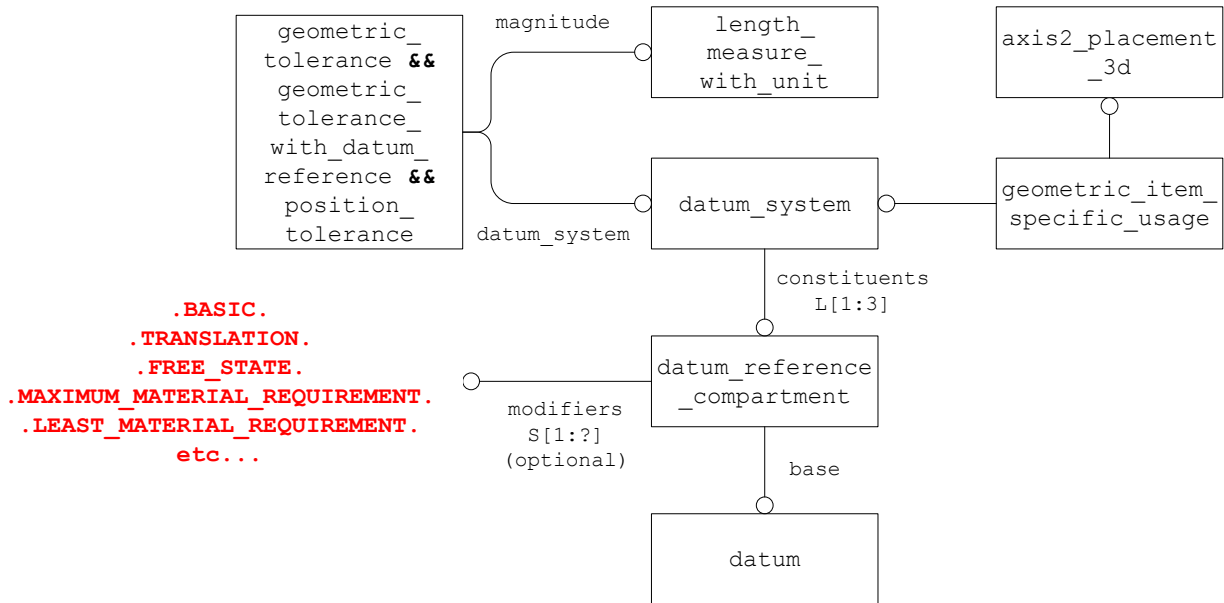 geometric_
tolerance &&
geometric_
tolerance_
with_datum_
reference &&
position_
tolerance
magnitude
length_
measure_
with_unit
axis2_placement
_3d
datum_system
datum_system
geometric_item_
specific_usage
constituents
L[1:3]
.BASIC.
.TRANSLATION.
.FREE_STATE.
.MAXIMUM_MATERIAL_REQUIREMENT.
.LEAST_MATERIAL_REQUIREMENT.
etc...
modifiers
S[1:?]
(optional)
datum_reference
_compartment
base
datum